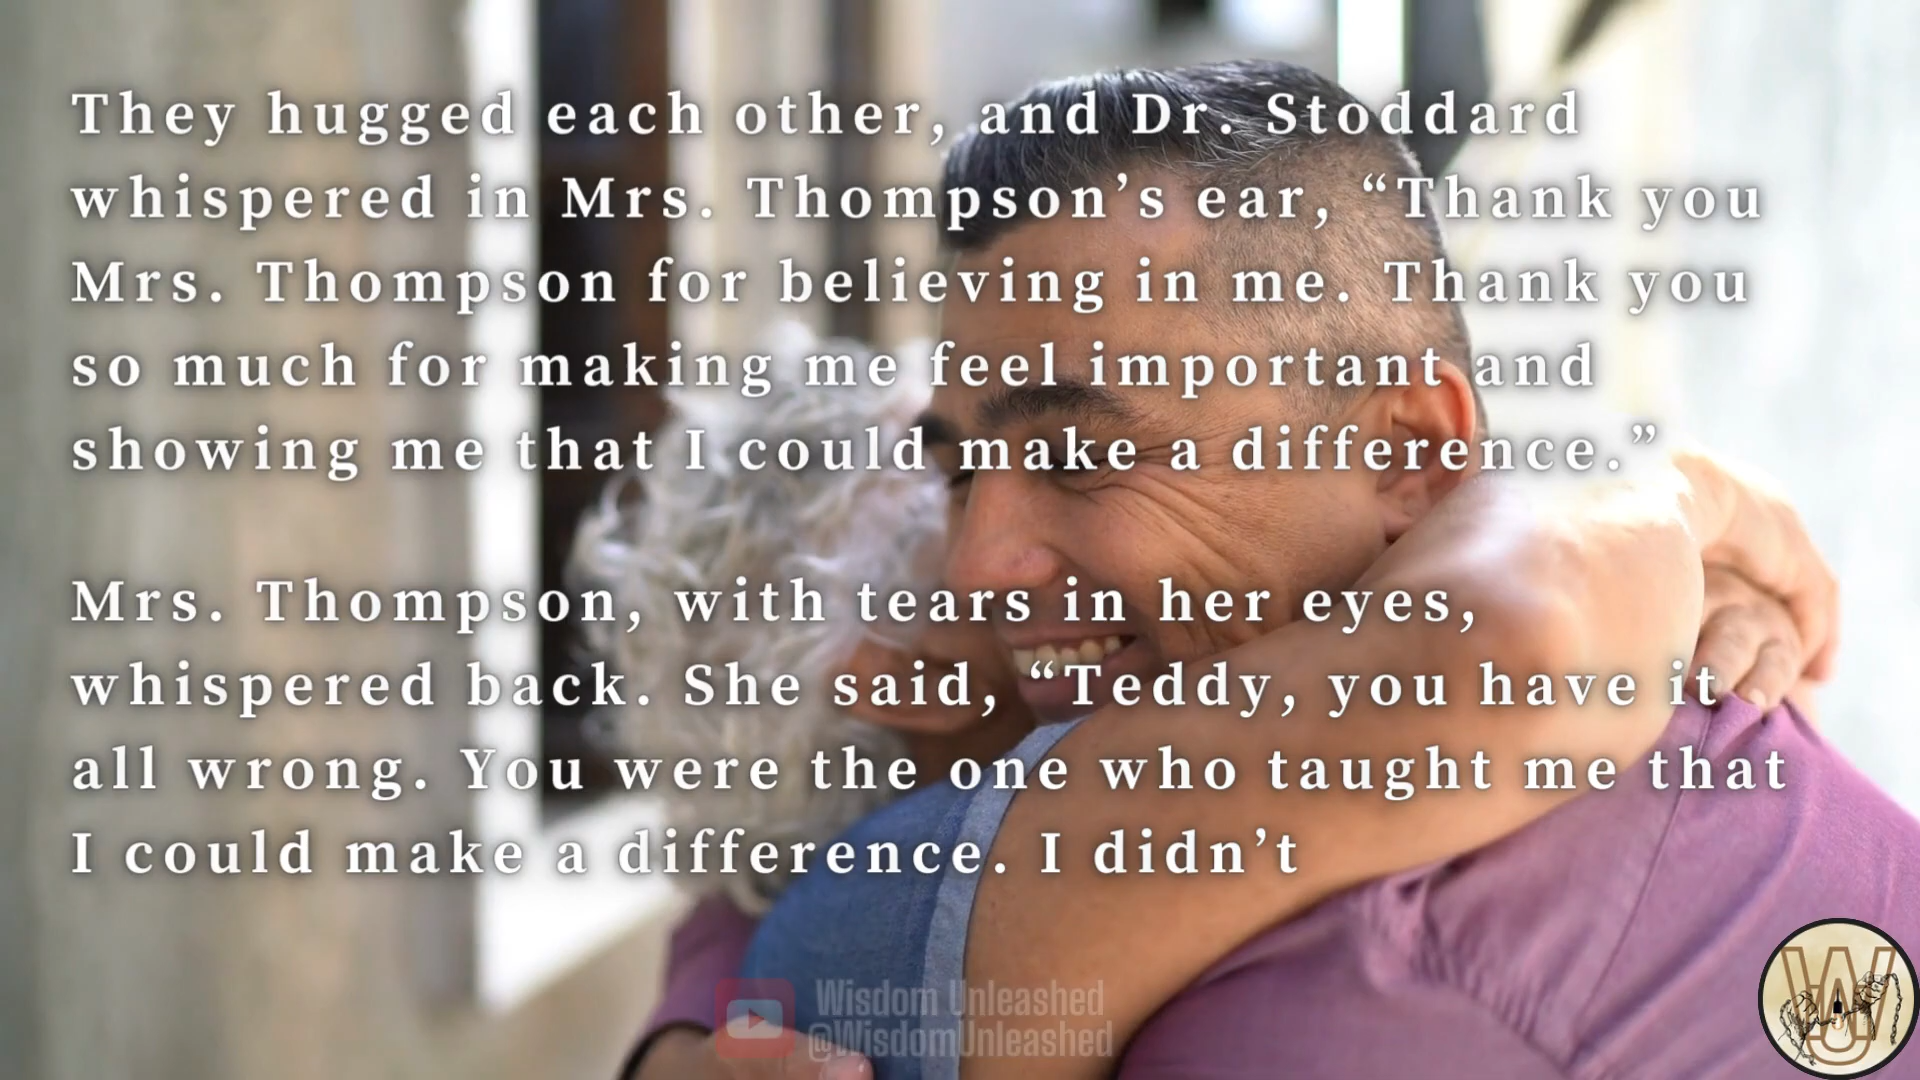 They hugged each other, and Dr. Stoddard
whispered in Mrs. Thompson’s ear, “Thank you
Mrs. Thompson for believing in me. Thank you
so much for making me feel important and
showing me that I could make a difference.”
Mrs. Thompson, with tears in her eyes,
whispered back. She said, “Teddy, you have it
all wrong. You were the one who taught me that
I could make a difference. I didn’t
Wisdom Unleashed
@WisdomUnleashed
WU